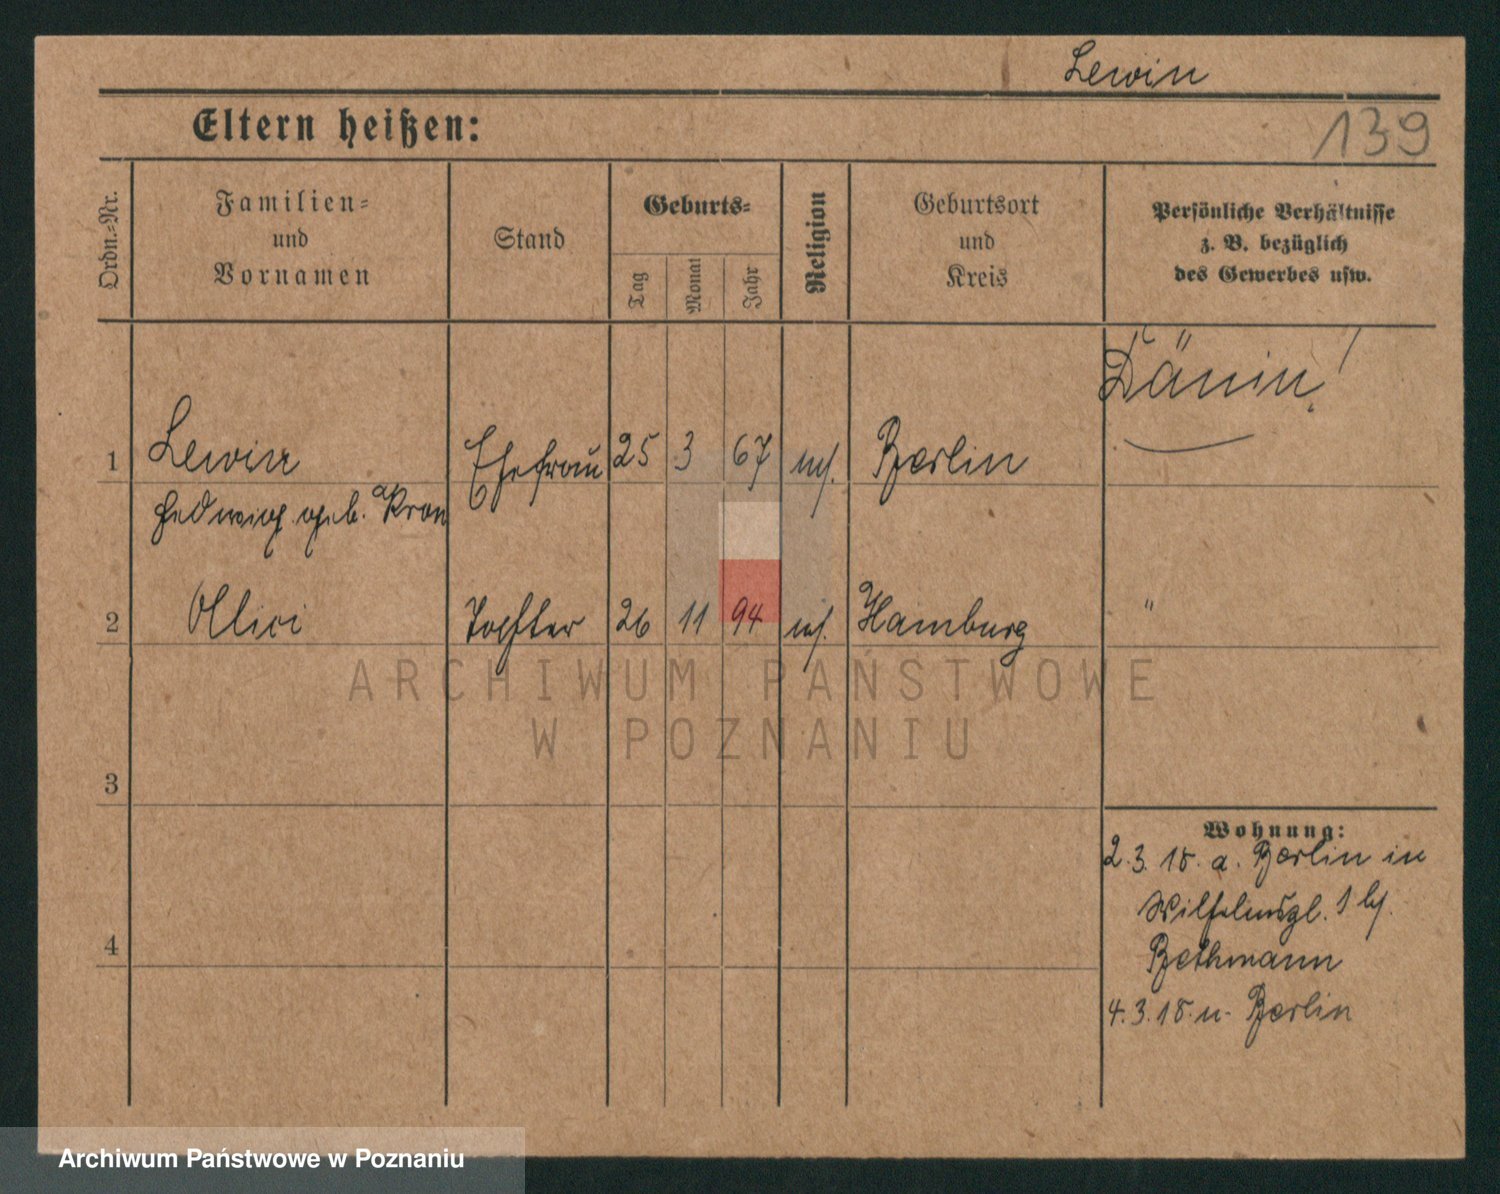 Lewin
139
Eltern heißen:
Ordn.-Nr.
Familien-
und
Vornamen
Stand
Geburts-
Tag
Monat
Jahr
Religion
Geburtsort
und
Kreis
Persönliche Verhältnisse
z. B. bezüglich
des Gewerbes usw.
Dänin!
1 Lewin Ehefrau 25 3 67 Berlin
Hedwig geb. Kron
2 Tochter 26 11 94 Hamburg "
3
4
Wohnung:
2.3.18. a. Berlin in
Wilhelmspl. 1 bei
Bethmann
4.3.18. n. Berlin
ARCHIWUM PAŃSTWOWE
W POZNANIU
Archiwum Państwowe w Poznaniu